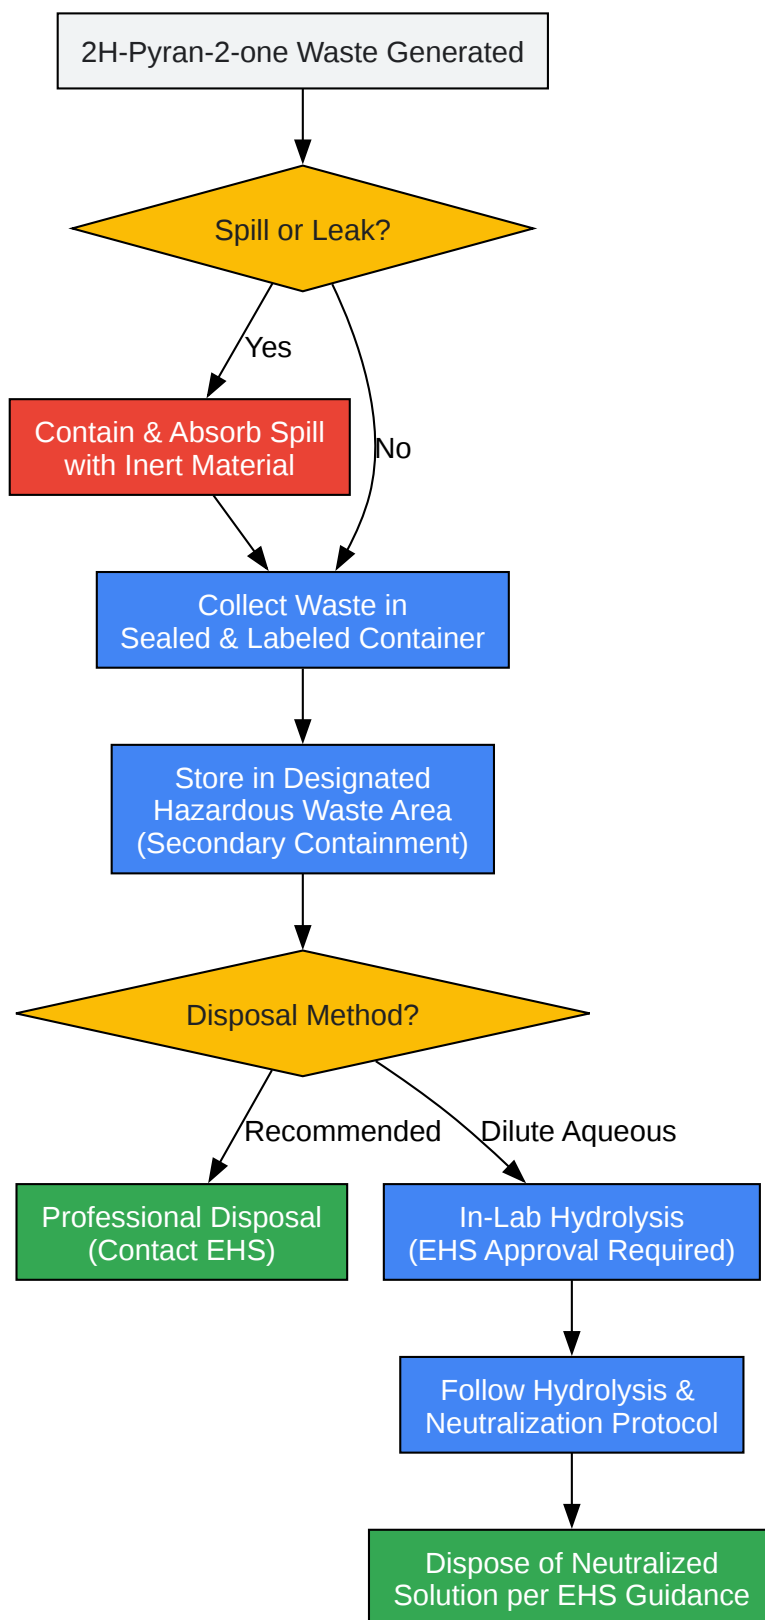 2H-Pyran-2-one Waste Generated
Spill or Leak?
Yes
Contain & Absorb Spill
with Inert Material
No
Collect Waste in
Sealed & Labeled Container
Store in Designated
Hazardous Waste Area
(Secondary Containment)
Disposal Method?
Recommended
Dilute Aqueous
Professional Disposal
(Contact EHS)
In-Lab Hydrolysis
(EHS Approval Required)
Follow Hydrolysis &
Neutralization Protocol
Dispose of Neutralized
Solution per EHS Guidance